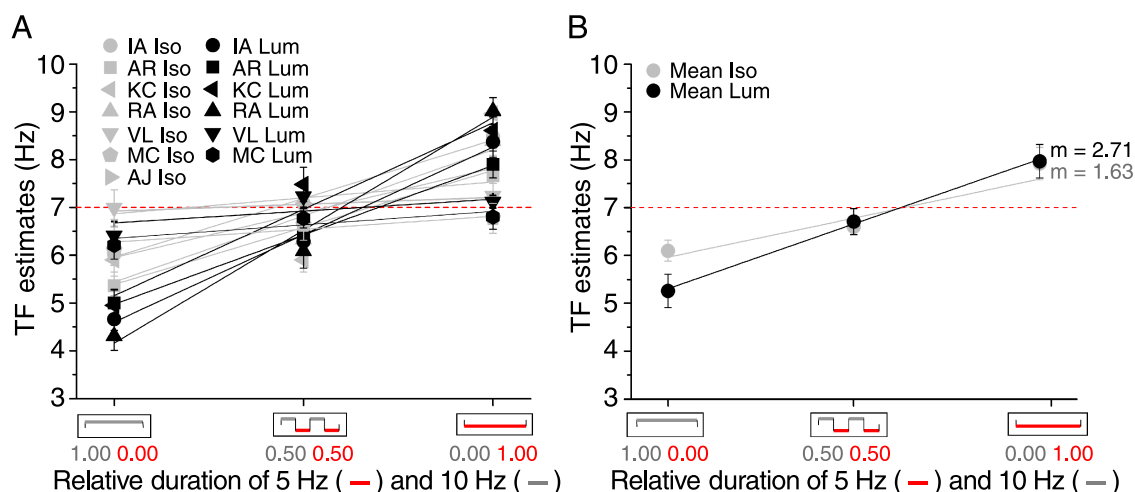 A
IA Iso IA Lum
AR Iso AR Lum
KC Iso KC Lum
RA Iso RA Lum
VL Iso VL Lum
MC Iso MC Lum
AJ Iso
10
9
8
7
6
5
4
3
TF estimates (Hz)
1.00 0.00 0.50 0.50 0.00 1.00
Relative duration of 5 Hz ( ) and 10 Hz ( )
B
Mean Iso
Mean Lum
10
9
8
7
6
5
4
3
TF estimates (Hz)
m = 2.71
m = 1.63
1.00 0.00 0.50 0.50 0.00 1.00
Relative duration of 5 Hz ( ) and 10 Hz ( )